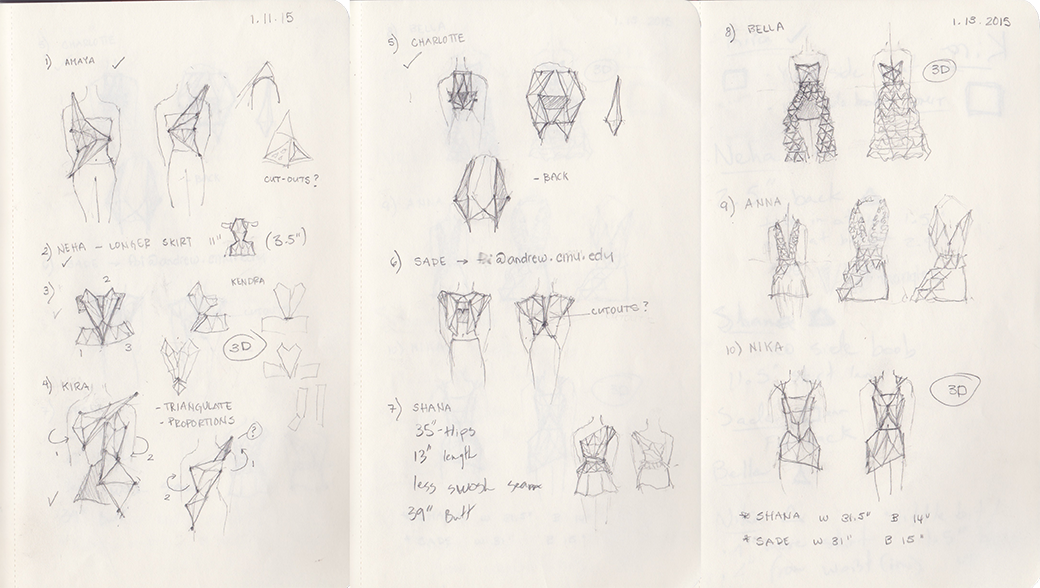 1.11.15
1) AMAYA
CUT-OUTS?
2) NEHA - LONGER SKIRT 11" (3.5")
3)
2
KENDRA
1
3
3D
4) KIRA
- TRIANGULATE
- PROPORTIONS
1
2
?
1
2
5) CHARLOTTE
- BACK
6) SADE → @andrew.cmu.edu
CUTOUTS?
7) SHANA
35" Hips
13" length
less swoosh
39" Butt
1.13.2015
8) BELLA
3D
9) ANNA
10) NIKA
3D
* SHANA W 31.5" B 14"
* SADE W 31" B 15"